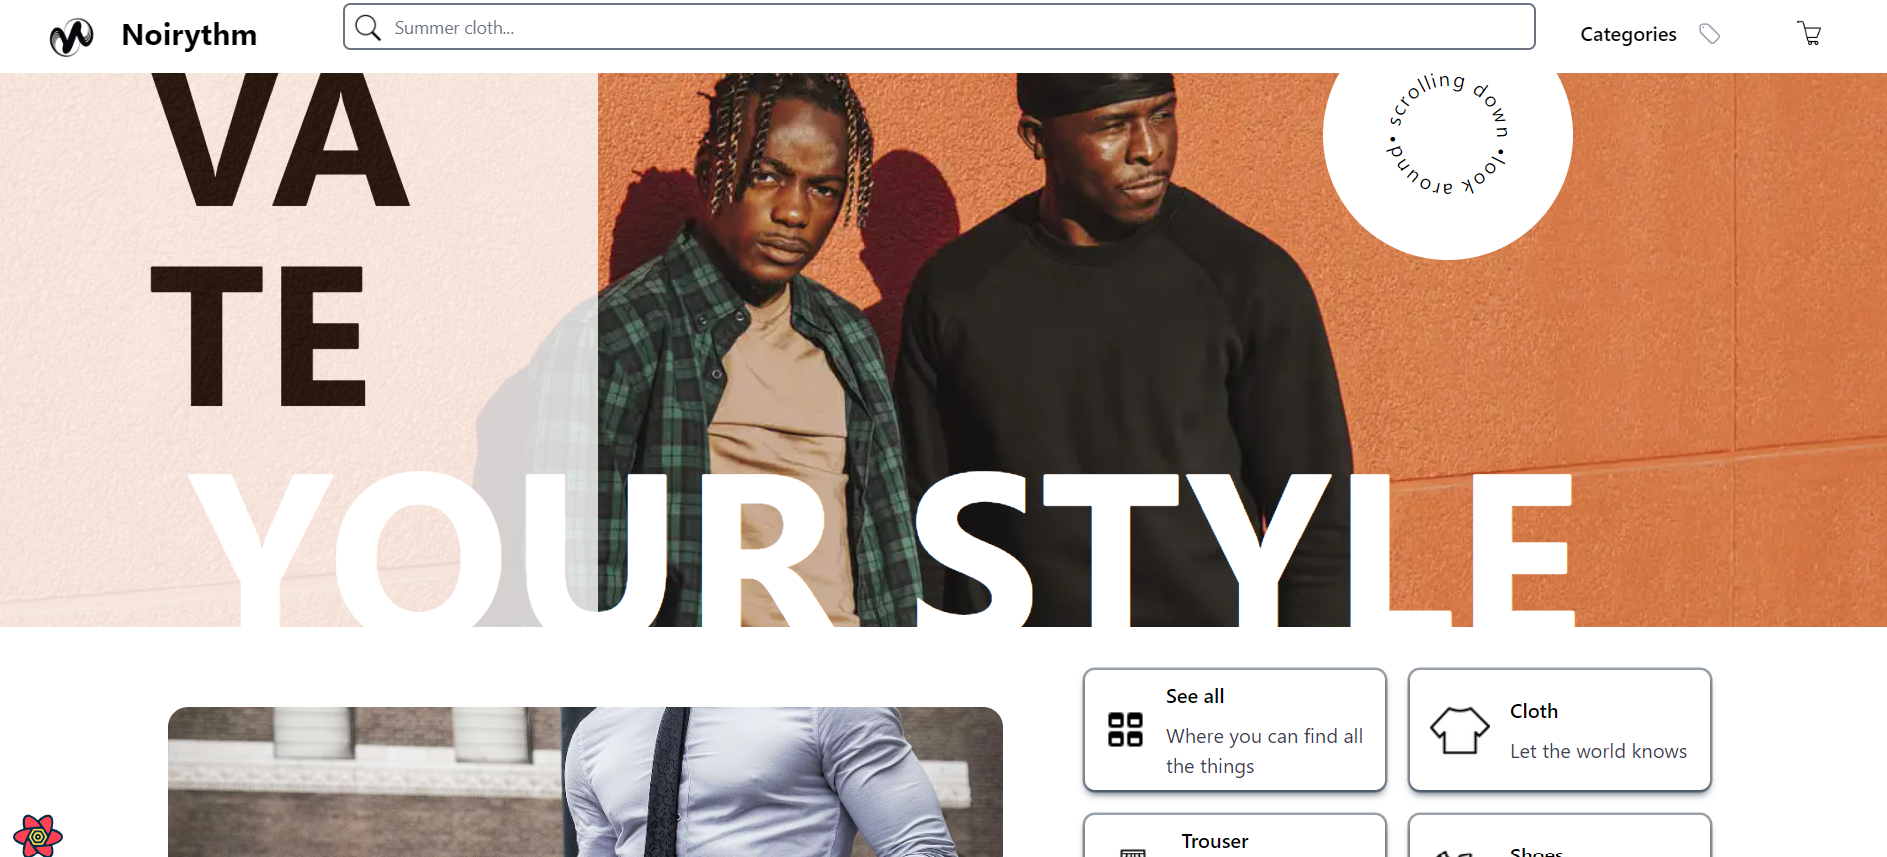 Noirythm
Summer cloth...
Categories
VA
TE
scrolling down • look around •
YOUR STYLE
See all
Where you can find all
the things
Cloth
Let the world knows
Trouser
Shoes